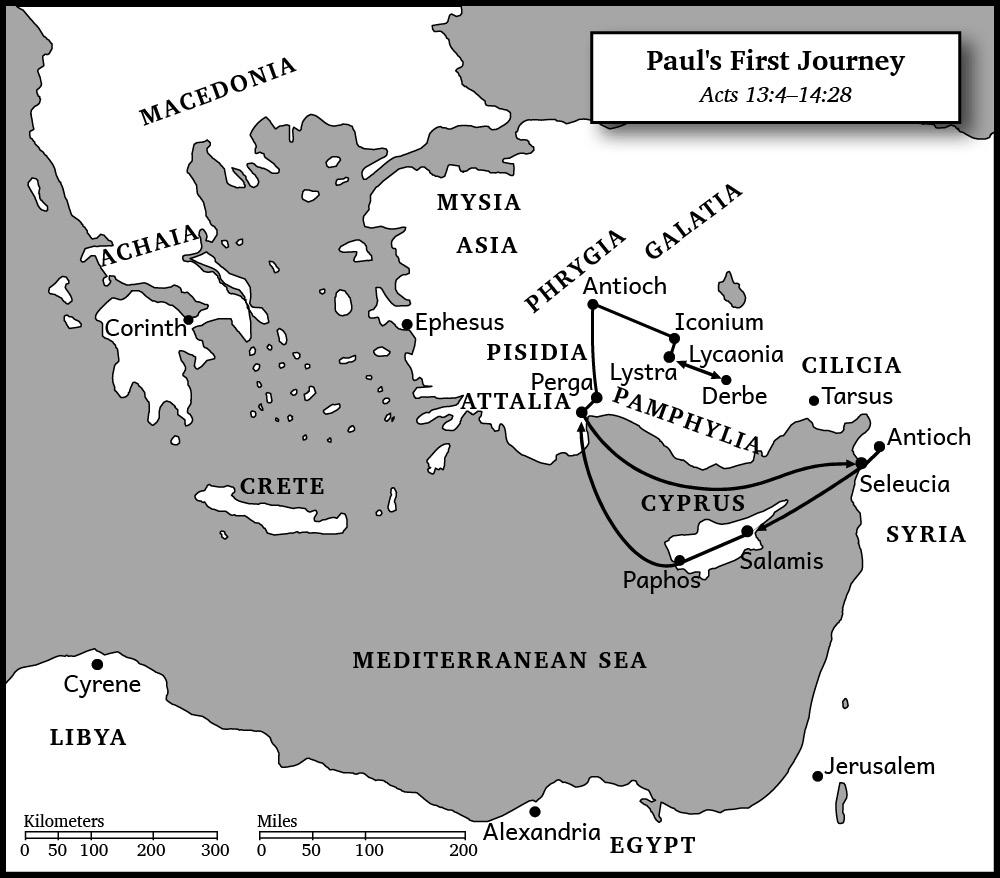 Paul's First Journey
Acts 13:4–14:28
MACEDONIA
MYSIA
ASIA
GALATIA
PHRYGIA
ACHAIA
Antioch
Corinth
Ephesus
Iconium
PISIDIA
Lycaonia
Lystra
CILICIA
Perga
Derbe
Tarsus
ATTALIA
PAMPHYLIA
Antioch
CRETE
Seleucia
CYPRUS
SYRIA
Salamis
Paphos
MEDITERRANEAN SEA
Cyrene
LIBYA
Jerusalem
Kilometers
0 50 100 200 300
Miles
0 50 100 200
Alexandria
EGYPT